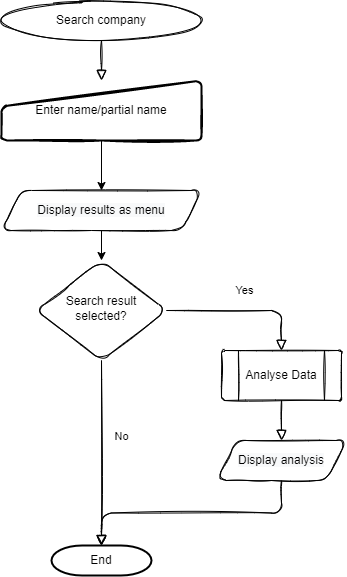 Search company
Enter name/partial name
Display results as menu
Search result
selected?
Yes
Analyse Data
No
Display analysis
End